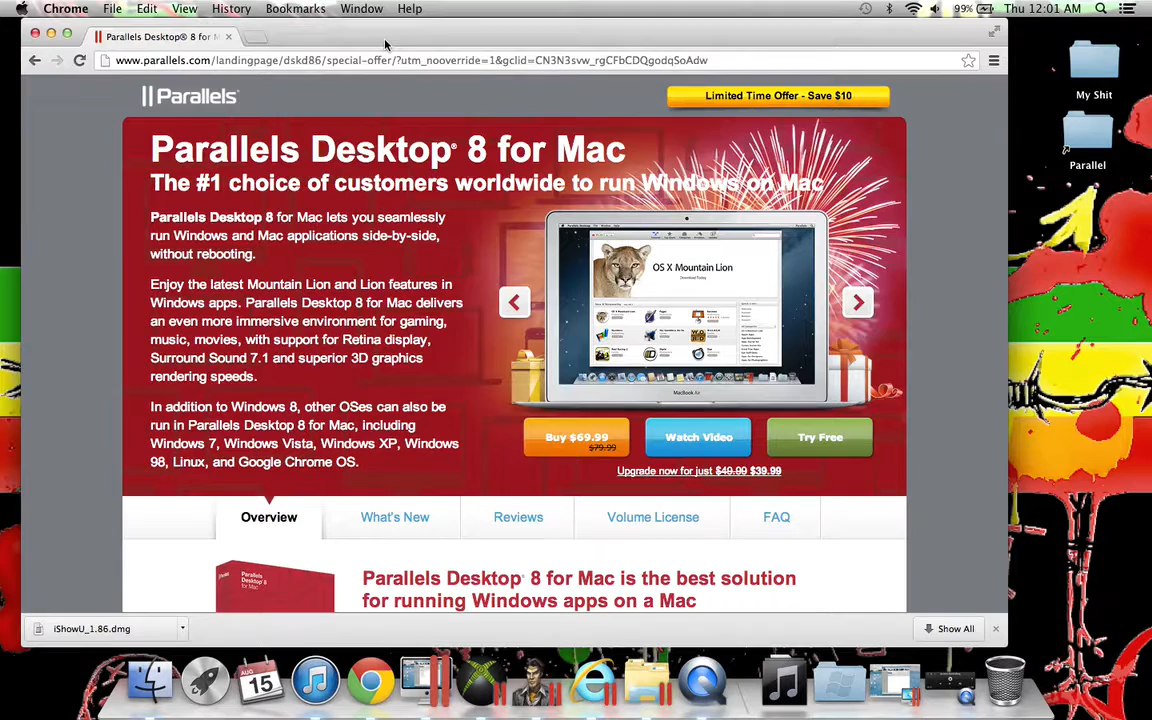 Chrome File Edit View History Bookmarks Window Help 99% Thu 12:01 AM
Parallels Desktop® 8 for M
www.parallels.com/landingpage/dskd86/special-offer/?utm_nooverride=1&gclid=CN3N3svw_rgCFbCDQgodqSoAdw
My Shit
Parallel
Parallels
Limited Time Offer - Save $10
Parallels Desktop® 8 for Mac
The #1 choice of customers worldwide to run Windows on Mac
Parallels Desktop 8 for Mac lets you seamlessly
run Windows and Mac applications side-by-side,
without rebooting.
Enjoy the latest Mountain Lion and Lion features in
Windows apps. Parallels Desktop 8 for Mac delivers
an even more immersive environment for gaming,
music, movies, with support for Retina display,
Surround Sound 7.1 and superior 3D graphics
rendering speeds.
In addition to Windows 8, other OSes can also be
run in Parallels Desktop 8 for Mac, including
Windows 7, Windows Vista, Windows XP, Windows
98, Linux, and Google Chrome OS.
OS X Mountain Lion
MacBook Air
Buy $69.99
$79.99
Watch Video
Try Free
Upgrade now for just $49.99 $39.99
Overview What's New Reviews Volume License FAQ
Parallels
Desktop 8
for Mac
Parallels Desktop® 8 for Mac is the best solution
for running Windows apps on a Mac
iShowU_1.86.dmg
Show All
AUG
15